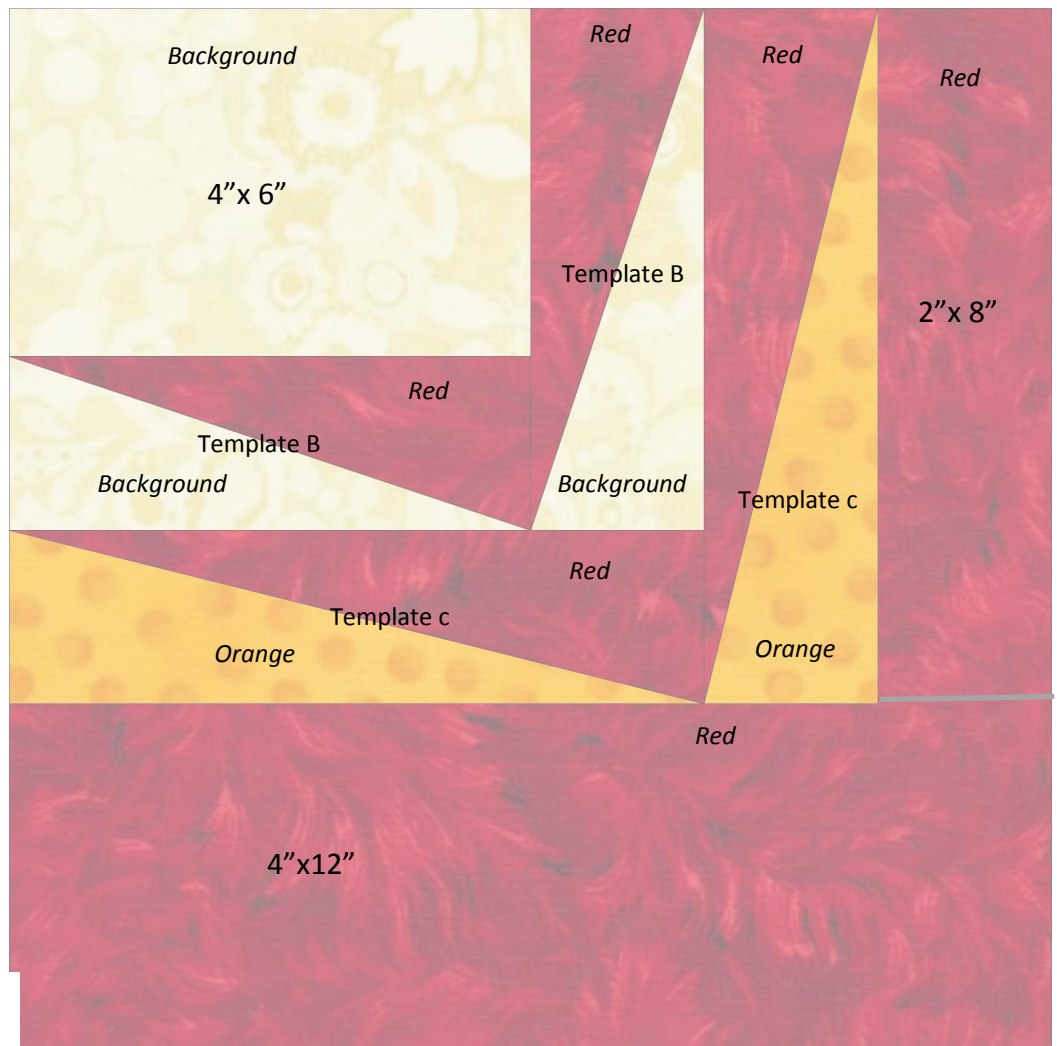 Background
Red
Red
Red
4”x 6”
Template B
2”x 8”
Red
Template B
Background
Background
Template c
Red
Template c
Orange
Orange
Red
4”x12”